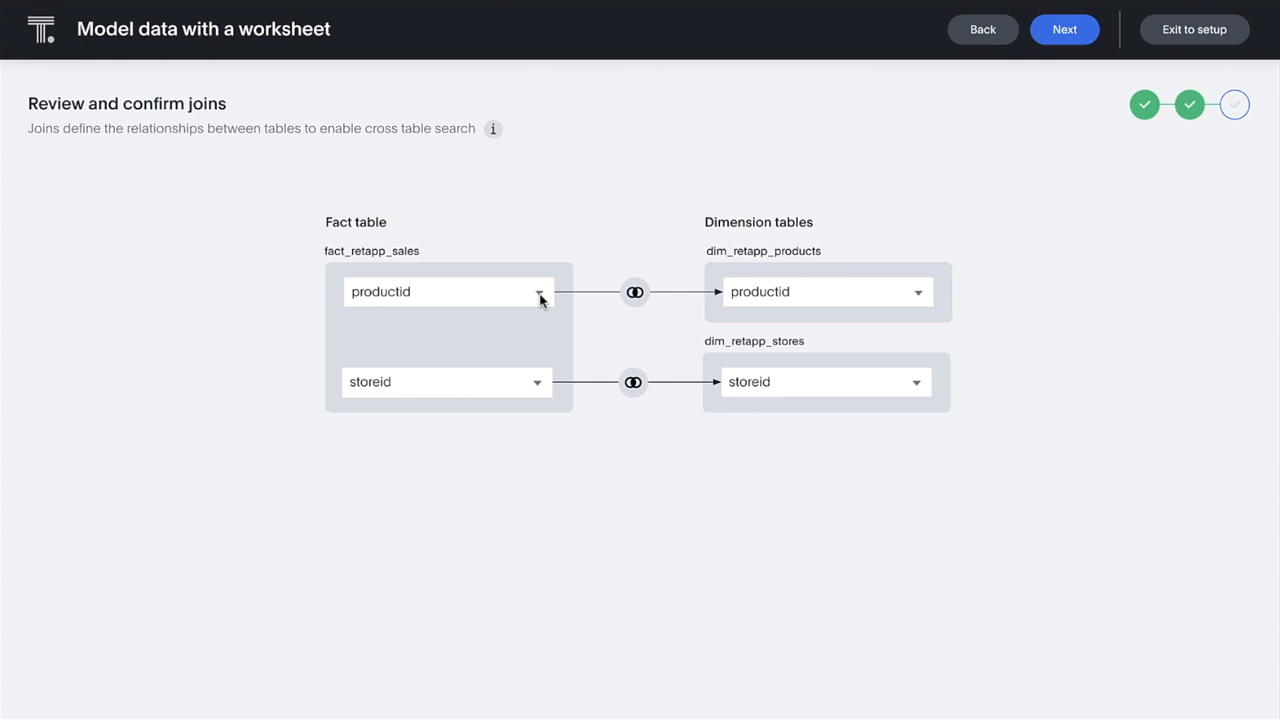 Model data with a worksheet
Back
Next
Exit to setup
Review and confirm joins
Joins define the relationships between tables to enable cross table search i
Fact table
Dimension tables
fact_retapp_sales
dim_retapp_products
productid
productid
dim_retapp_stores
storeid
storeid